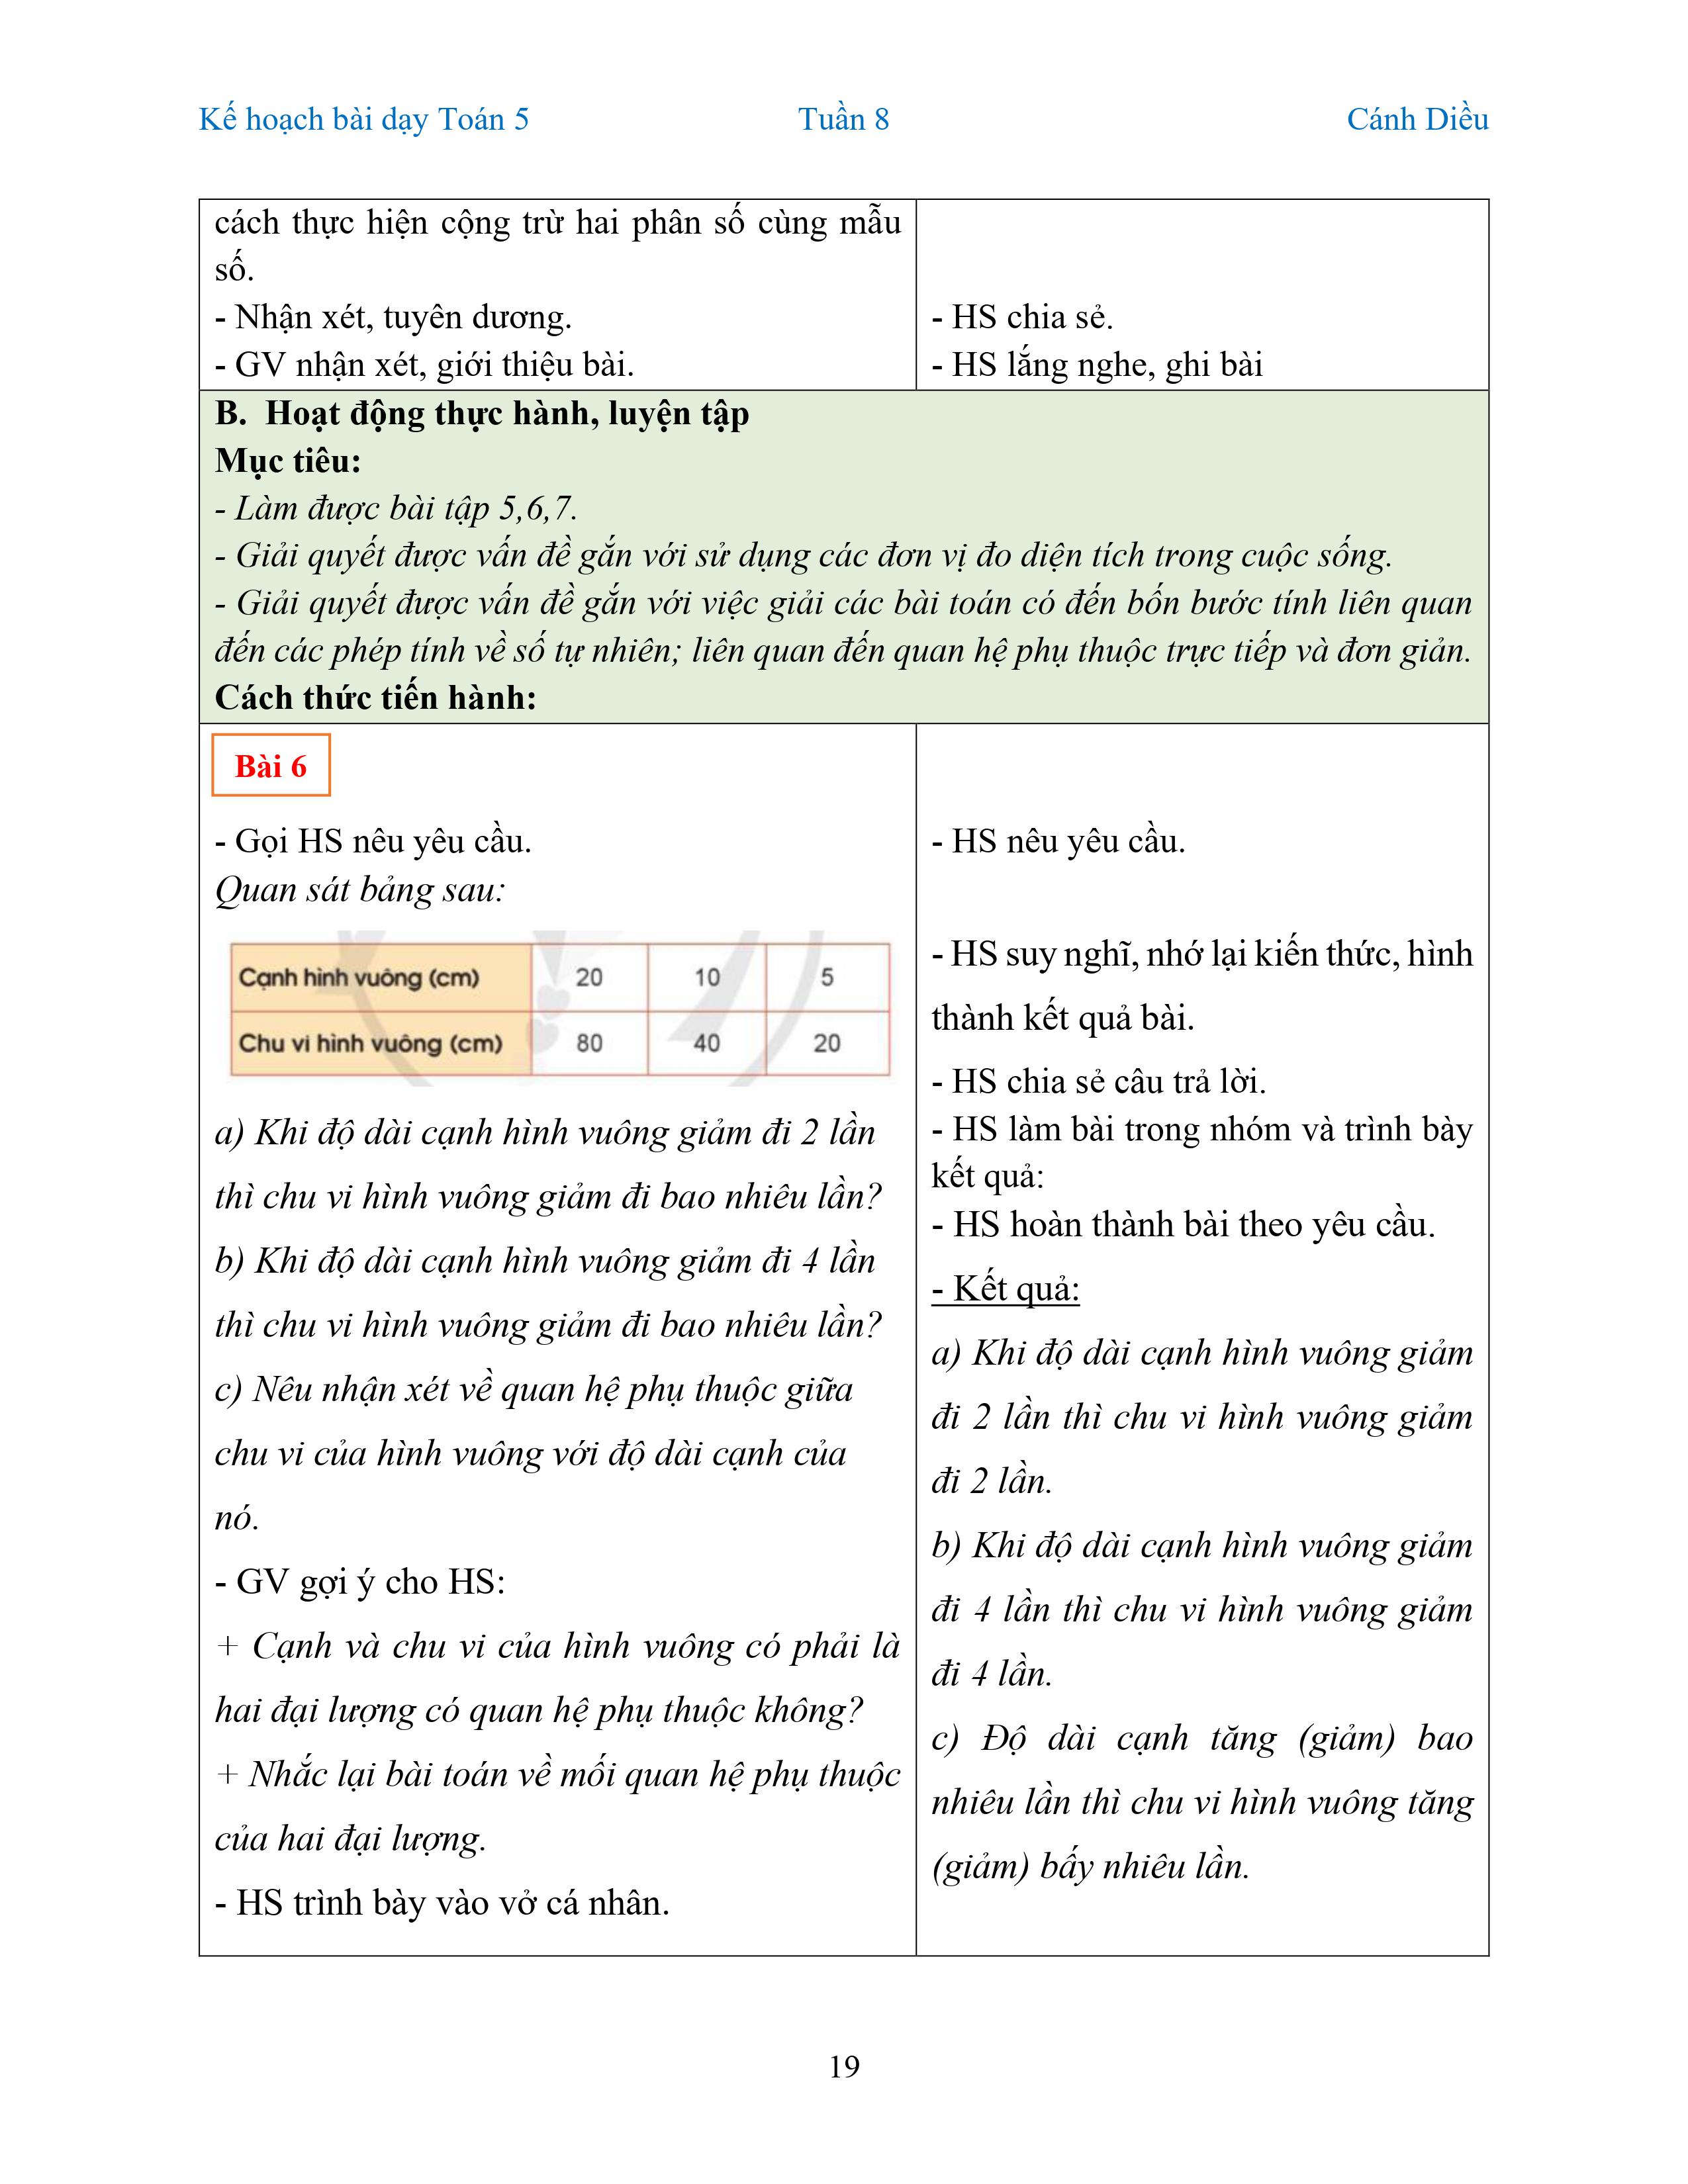 Kế hoạch bài dạy Toán 5 Tuần 8 Cánh Diều
cách thực hiện cộng trừ hai phân số cùng mẫu
số.
- Nhận xét, tuyên dương.
- GV nhận xét, giới thiệu bài.
- HS chia sẻ.
- HS lắng nghe, ghi bài
B. Hoạt động thực hành, luyện tập
Mục tiêu:
- Làm được bài tập 5,6,7.
- Giải quyết được vấn đề gắn với sử dụng các đơn vị đo diện tích trong cuộc sống.
- Giải quyết được vấn đề gắn với việc giải các bài toán có đến bốn bước tính liên quan
đến các phép tính về số tự nhiên; liên quan đến quan hệ phụ thuộc trực tiếp và đơn giản.
Cách thức tiến hành:
Bài 6
- Gọi HS nêu yêu cầu.
Quan sát bảng sau:
Cạnh hình vuông (cm) 20 10 5
Chu vi hình vuông (cm) 80 40 20
a) Khi độ dài cạnh hình vuông giảm đi 2 lần
thì chu vi hình vuông giảm đi bao nhiêu lần?
b) Khi độ dài cạnh hình vuông giảm đi 4 lần
thì chu vi hình vuông giảm đi bao nhiêu lần?
c) Nêu nhận xét về quan hệ phụ thuộc giữa
chu vi của hình vuông với độ dài cạnh của
nó.
- GV gợi ý cho HS:
+ Cạnh và chu vi của hình vuông có phải là
hai đại lượng có quan hệ phụ thuộc không?
+ Nhắc lại bài toán về mối quan hệ phụ thuộc
của hai đại lượng.
- HS trình bày vào vở cá nhân.
- HS nêu yêu cầu.
- HS suy nghĩ, nhớ lại kiến thức, hình
thành kết quả bài.
- HS chia sẻ câu trả lời.
- HS làm bài trong nhóm và trình bày
kết quả:
- HS hoàn thành bài theo yêu cầu.
- Kết quả:
a) Khi độ dài cạnh hình vuông giảm
đi 2 lần thì chu vi hình vuông giảm
đi 2 lần.
b) Khi độ dài cạnh hình vuông giảm
đi 4 lần thì chu vi hình vuông giảm
đi 4 lần.
c) Độ dài cạnh tăng (giảm) bao
nhiêu lần thì chu vi hình vuông tăng
(giảm) bấy nhiêu lần.
19